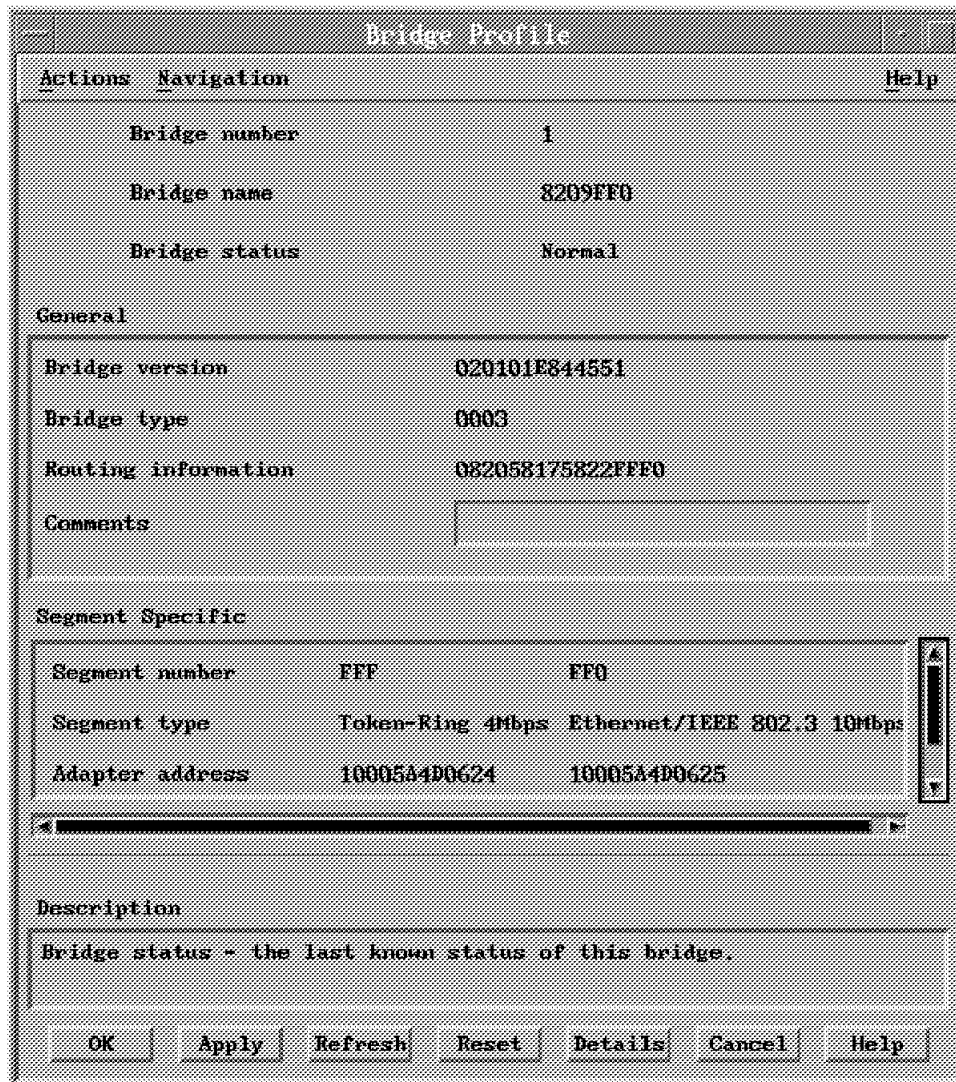 Bridge Profile
Actions Navigation Help
Bridge number 1
Bridge name 8209FF0
Bridge status Normal
General
Bridge version 020101E844551
Bridge type 0003
Routing information 082058175822FFF0
Comments
Segment Specific
Segment number FFF FF0
Segment type Token-Ring 4Mbps Ethernet/IEEE 802.3 10Mbps
Adapter address 10005A4D0624 10005A4D0625
Description
Bridge status - the last known status of this bridge.
OK Apply Refresh Reset Details Cancel Help